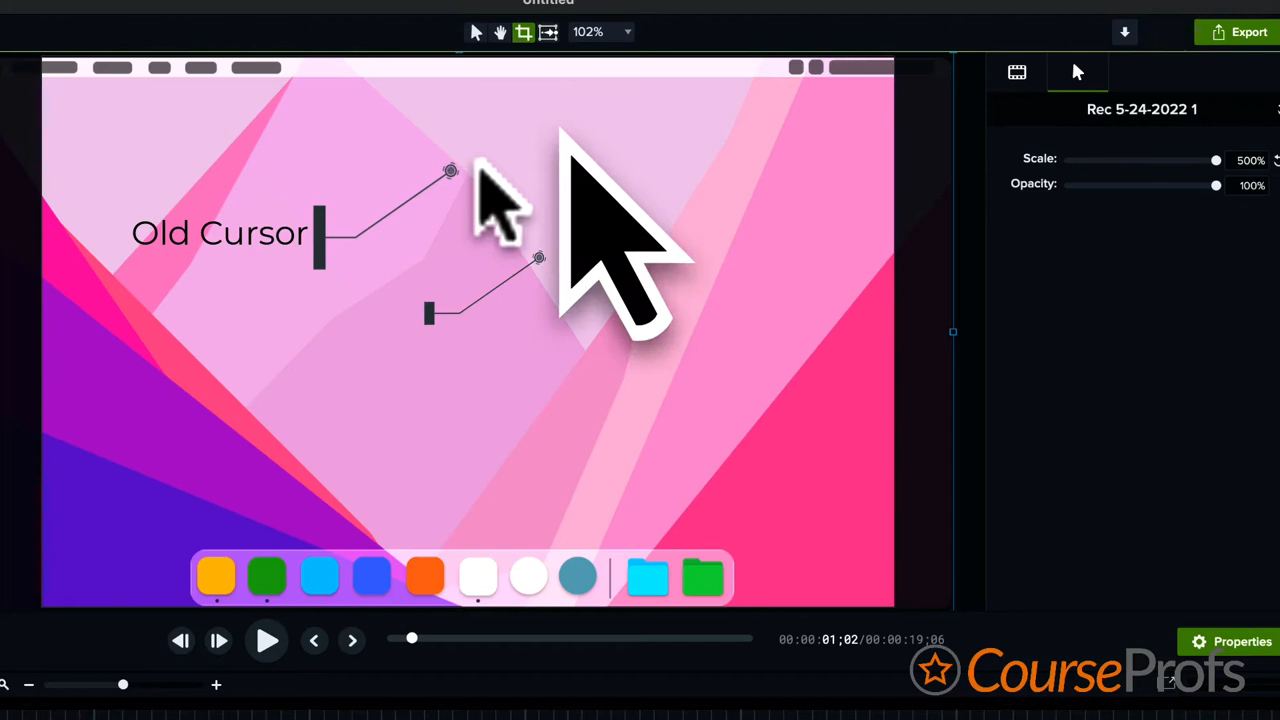 Untitled
102%
Export
Rec 5-24-2022 1
Scale:
500%
Opacity:
100%
Old Cursor
00:00:01;02/00:00:19;06
Properties
CourseProfs